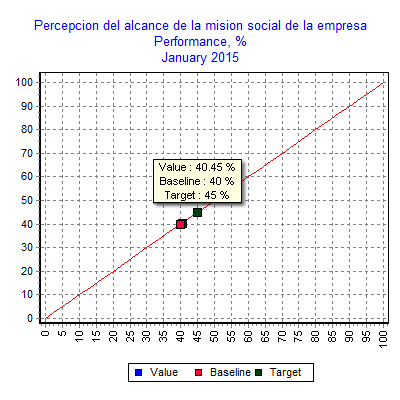 Percepcion del alcance de la mision social de la empresa
Performance, %
January 2015
100
90
80
70
60
50
40
30
20
10
0
Value : 40.45 %
Baseline : 40 %
Target : 45 %
0 5 10 15 20 25 30 35 40 45 50 55 60 65 70 75 80 85 90 95 100
Value Baseline Target